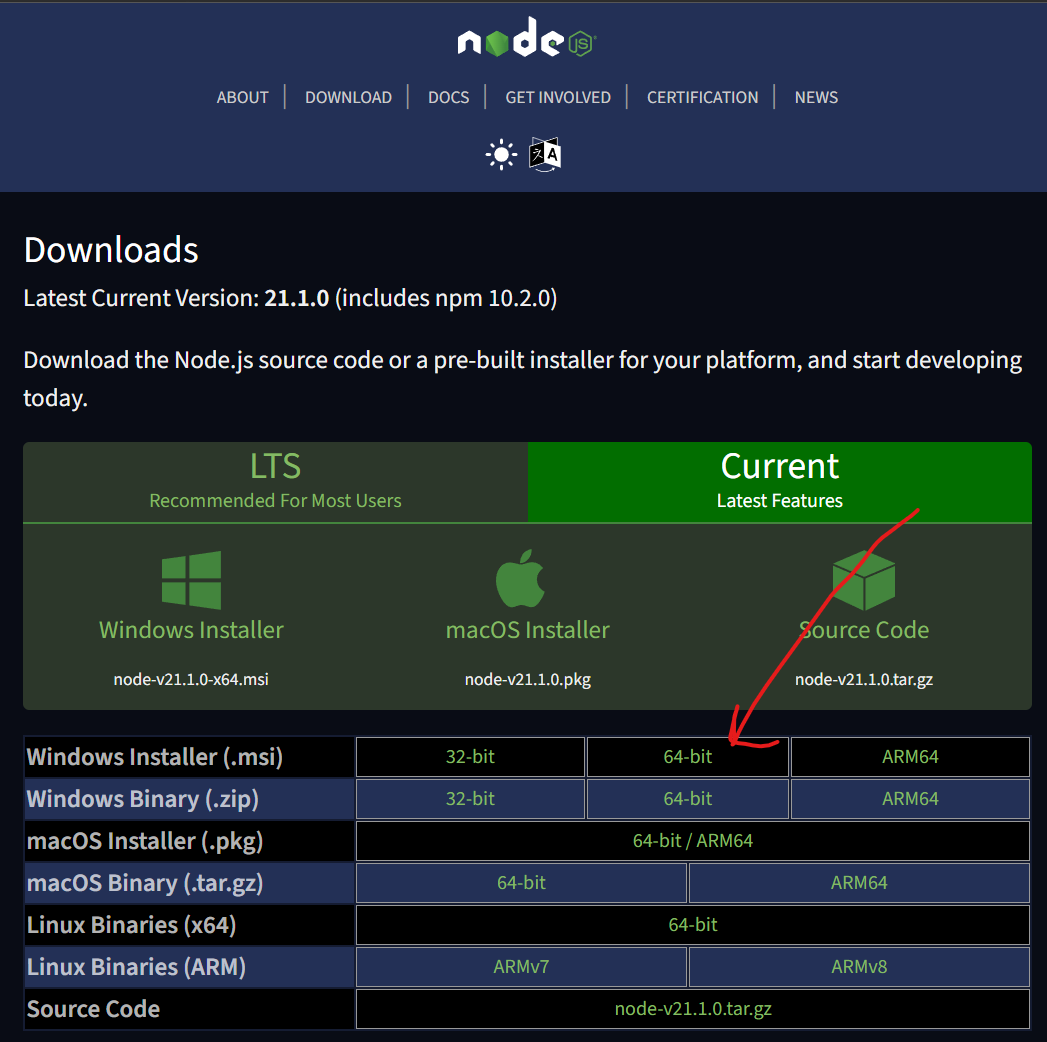 node JS
ABOUT DOWNLOAD DOCS GET INVOLVED CERTIFICATION NEWS
A
Downloads
Latest Current Version: 21.1.0 (includes npm 10.2.0)
Download the Node.js source code or a pre-built installer for your platform, and start developing
today.
LTS
Recommended For Most Users
Current
Latest Features
Windows Installer
node-v21.1.0-x64.msi
macOS Installer
node-v21.1.0.pkg
Source Code
node-v21.1.0.tar.gz
Windows Installer (.msi) 32-bit 64-bit ARM64
Windows Binary (.zip) 32-bit 64-bit ARM64
macOS Installer (.pkg) 64-bit / ARM64
macOS Binary (.tar.gz) 64-bit ARM64
Linux Binaries (x64) 64-bit
Linux Binaries (ARM) ARMv7 ARMv8
Source Code node-v21.1.0.tar.gz